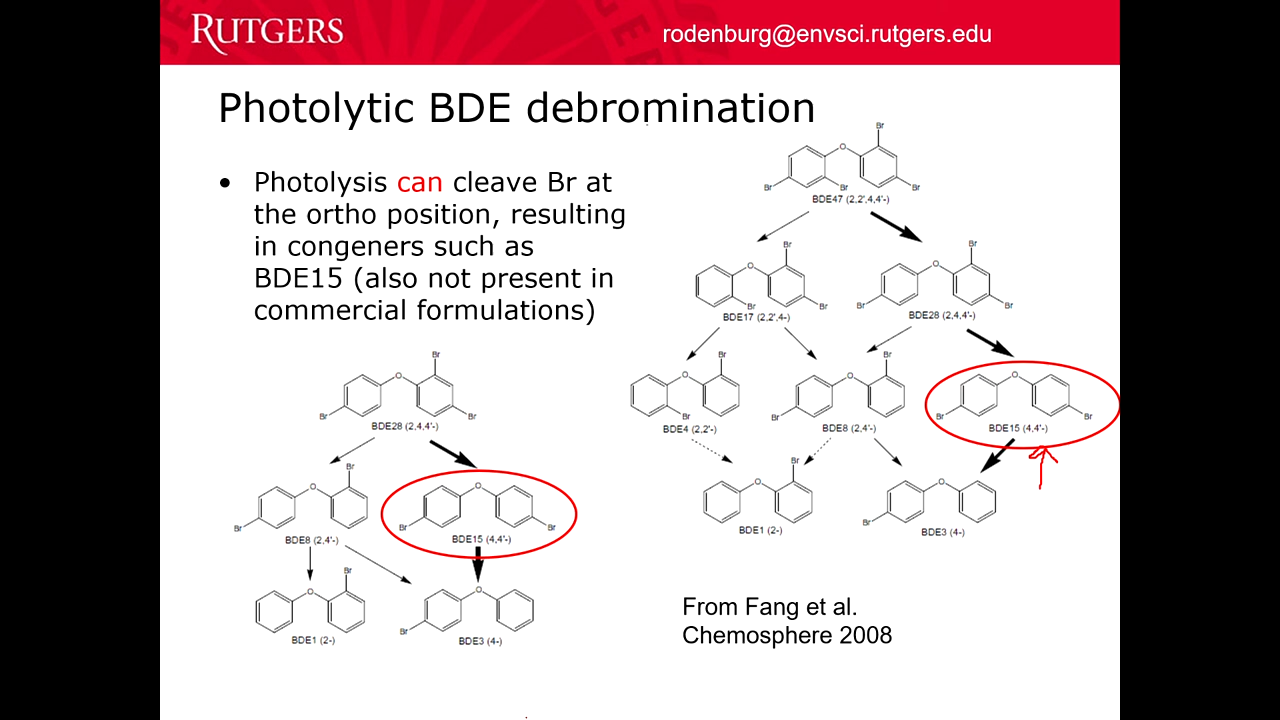 RUTGERS
rodenburg@envsci.rutgers.edu
Photolytic BDE debromination
• Photolysis can cleave Br at
the ortho position, resulting
in congeners such as
BDE15 (also not present in
commercial formulations)
Br
O
Br
Br
Br
BDE47 (2,2',4,4'-)
Br
O
Br
Br
BDE17 (2,2',4-)
Br
O
Br
Br
BDE28 (2,4,4'-)
Br
O
Br
BDE4 (2,2'-)
Br
O
Br
BDE8 (2,4'-)
O
Br
Br
BDE15 (4,4'-)
Br
O
BDE1 (2-)
O
Br
BDE3 (4-)
Br
O
Br
Br
BDE28 (2,4,4'-)
Br
O
Br
BDE8 (2,4'-)
O
Br
Br
BDE15 (4,4'-)
Br
O
BDE1 (2-)
O
Br
BDE3 (4-)
From Fang et al.
Chemosphere 2008